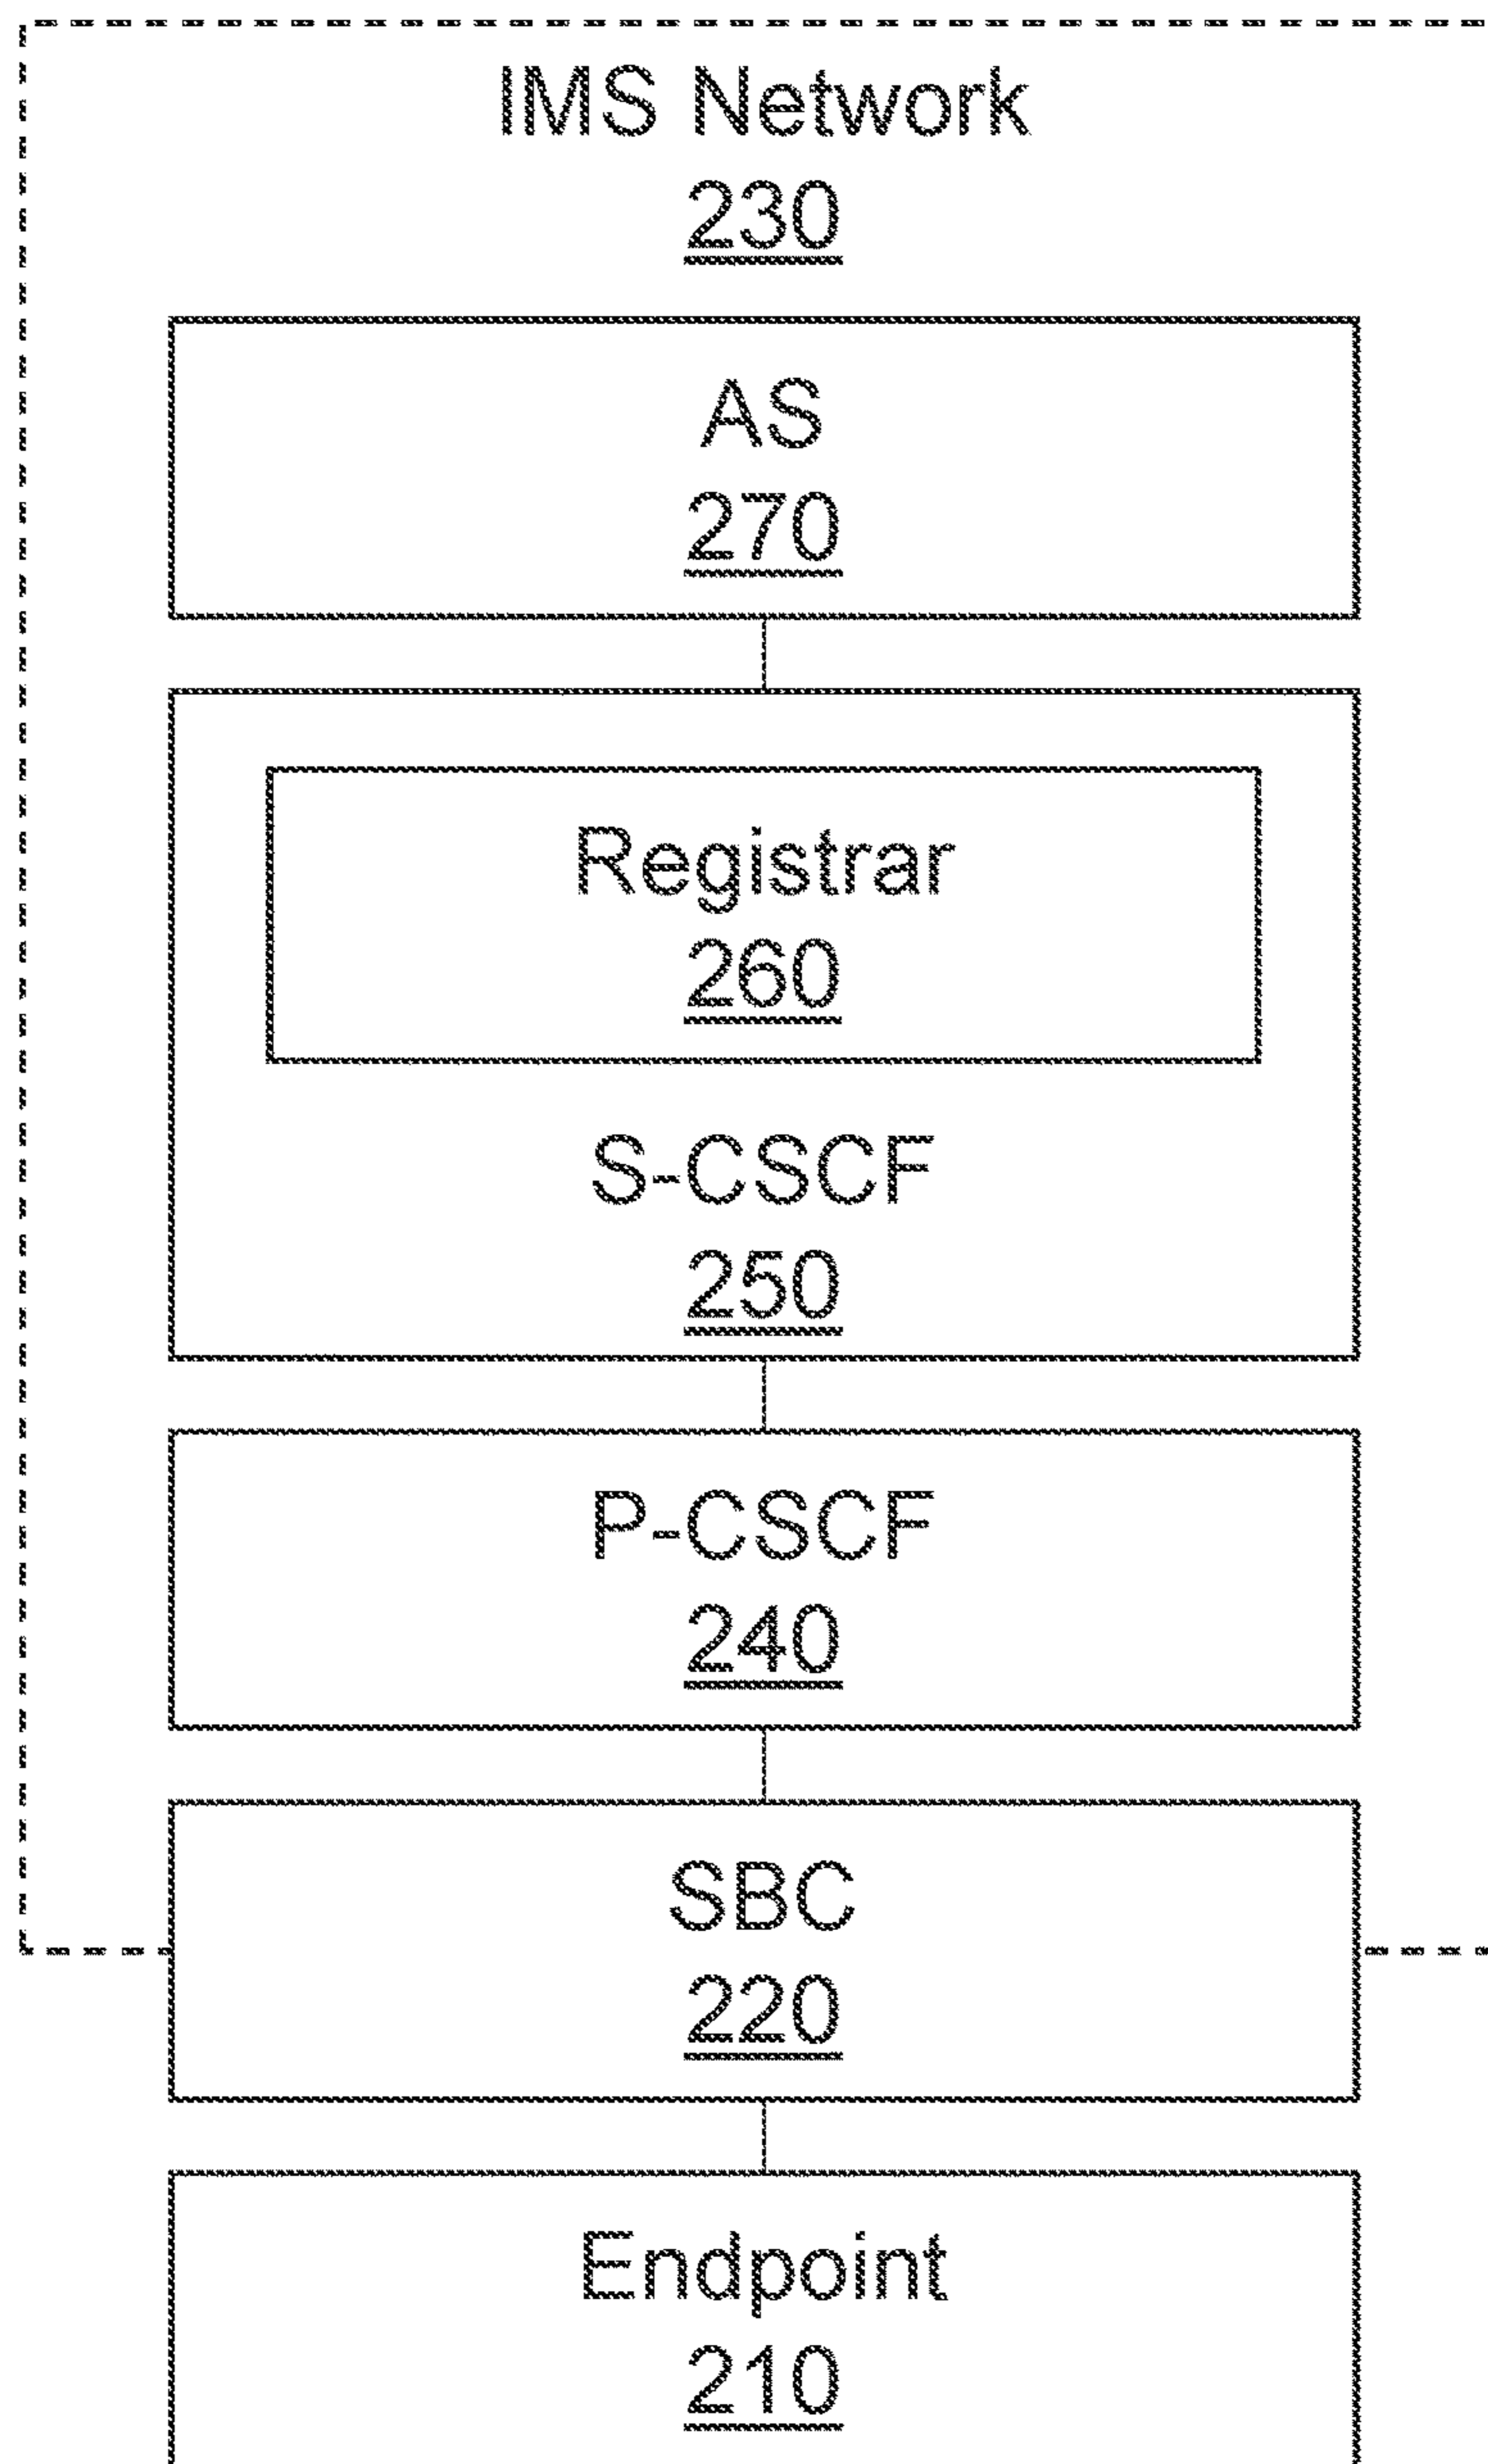 IMS Network
230
AS
270
Registrar
260
S-CSCF
250
P-CSCF
240
SBC
220
Endpoint
210